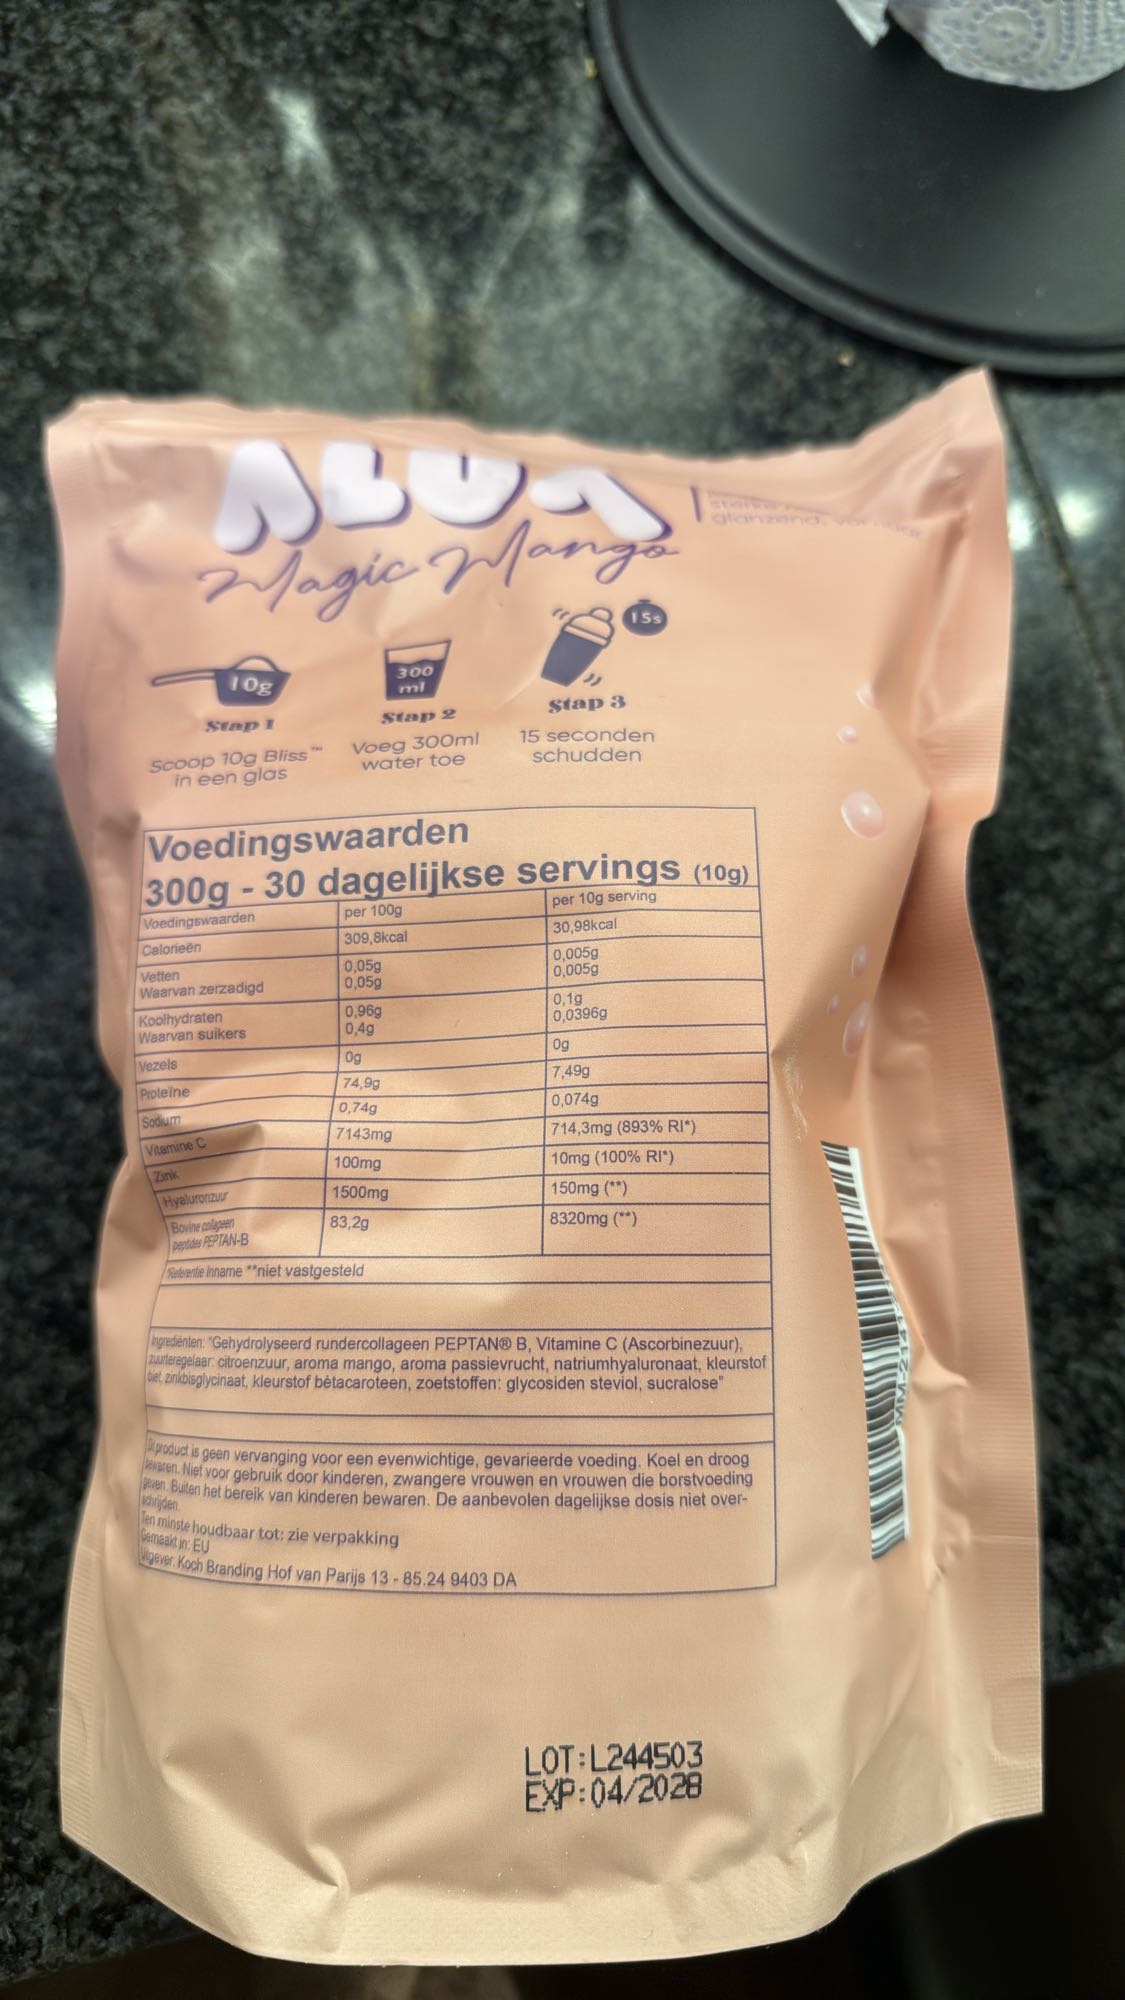 Magic Mango
glanzend,
15s
10g
300
ml
Stap 1
Stap 2
Stap 3
Scoop 10g Bliss™
in een glas
Voeg 300ml
water toe
15 seconden
schudden
Voedingswaarden
300g - 30 dagelijkse servings (10g)
Voedingswaarden per 100g per 10g serving
Calorieën 309,8kcal 30,98kcal
Vetten 0,05g 0,005g
Waarvan zerzadigd 0,05g 0,005g
Koolhydraten 0,96g 0,1g
Waarvan suikers 0,4g 0,0396g
Vezels 0g 0g
Proteïne 74,9g 7,49g
Sodium 0,74g 0,074g
Vitamine C 7143mg 714,3mg (893% RI*)
Zink 100mg 10mg (100% RI*)
Hyaluronzuur 1500mg 150mg (**)
Bovine collageen 83,2g 8320mg (**)
peptides PEPTAN-B
*Referentie Inname **niet vastgesteld
Ingrediënten: "Gehydrolyseerd rundercollageen PEPTAN® B, Vitamine C (Ascorbinezuur),
zuurteregelaar: citroenzuur, aroma mango, aroma passievrucht, natriumhyaluronaat, kleurstof
biet, zinkbisglycinaat, kleurstof bètacaroteen, zoetstoffen: glycosiden steviol, sucralose"
Dit product is geen vervanging voor een evenwichtige, gevarieerde voeding. Koel en droog
bewaren. Niet voor gebruik door kinderen, zwangere vrouwen en vrouwen die borstvoeding
geven. Buiten het bereik van kinderen bewaren. De aanbevolen dagelijkse dosis niet over-
schrijden.
Ten minste houdbaar tot: zie verpakking
Gemaakt in: EU
Uitgever: Koch Branding Hof van Parijs 13 - 85.24 9403 DA
MM-2141
LOT:L244503
EXP:04/2028